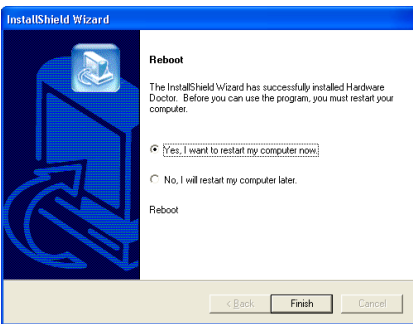 InstallShield Wizard
Reboot
The InstallShield Wizard has successfully installed Hardware
Doctor. Before you can use the program, you must restart your
computer.
Yes, I want to restart my computer now.
No, I will restart my computer later.
Reboot
< Back
Finish
Cancel